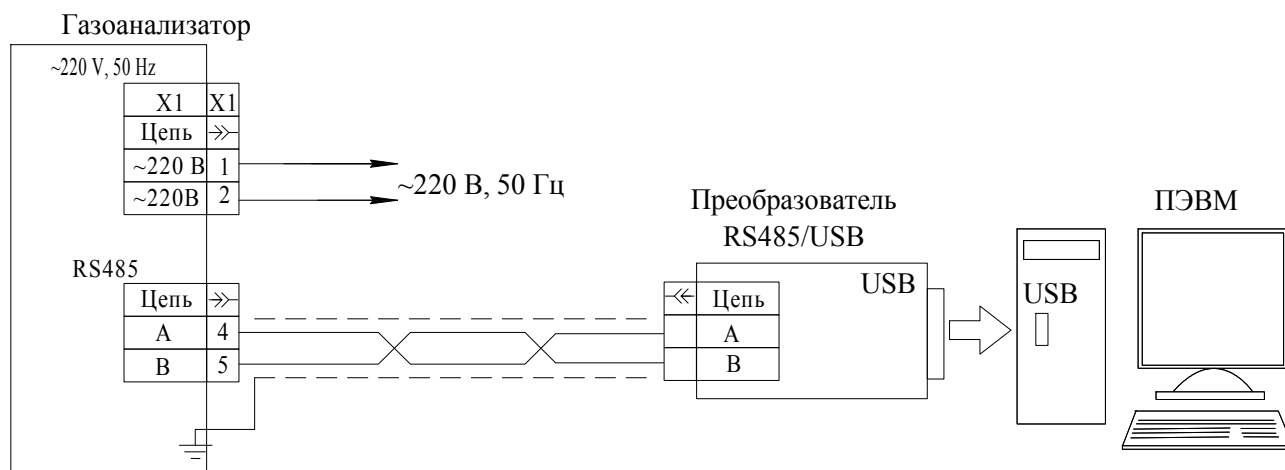 Газоанализатор
~220 V, 50 Hz
X1 X1
Цепь
~220 В 1
~220В 2
~220 В, 50 Гц
RS485
Цепь
А 4
В 5
Преобразователь
RS485/USB
USB
Цепь
А
В
ПЭВМ
USB